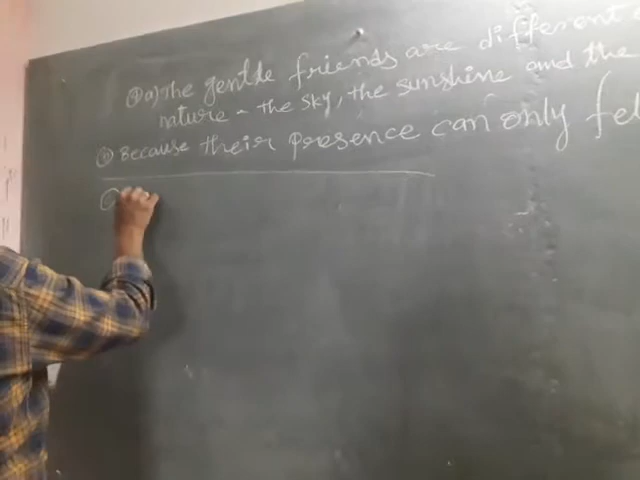 a) The gentle friends are different
nature - the sky, the sunshine and the
b) Because their presence can only fel